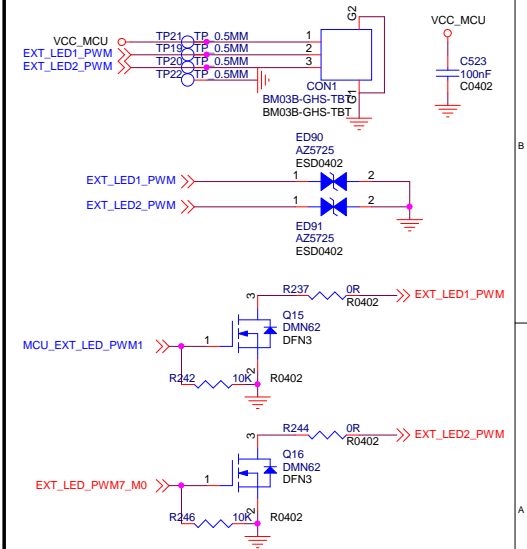 G2
VCC_MCU
VCC_MCU TP21 TP_0.5MM 1
EXT_LED1_PWM TP19 TP_0.5MM 2
EXT_LED2_PWM TP20 TP_0.5MM 3
TP22 TP_0.5MM
C523
100nF
C0402
CON1
G1
BM03B-GHS-TBT
BM03B-GHS-TBT
B
ED90
AZ5725
ESD0402
EXT_LED1_PWM 1 2
EXT_LED2_PWM 1 2
ED91
AZ5725
ESD0402
R237 0R EXT_LED1_PWM
R0402
3
Q15
DMN62
DFN3
MCU_EXT_LED_PWM1 1
2
R242 10K R0402
R244 0R EXT_LED2_PWM
R0402
3
Q16
DMN62
DFN3
EXT_LED_PWM7_M0 1
2
R246 10K R0402
A